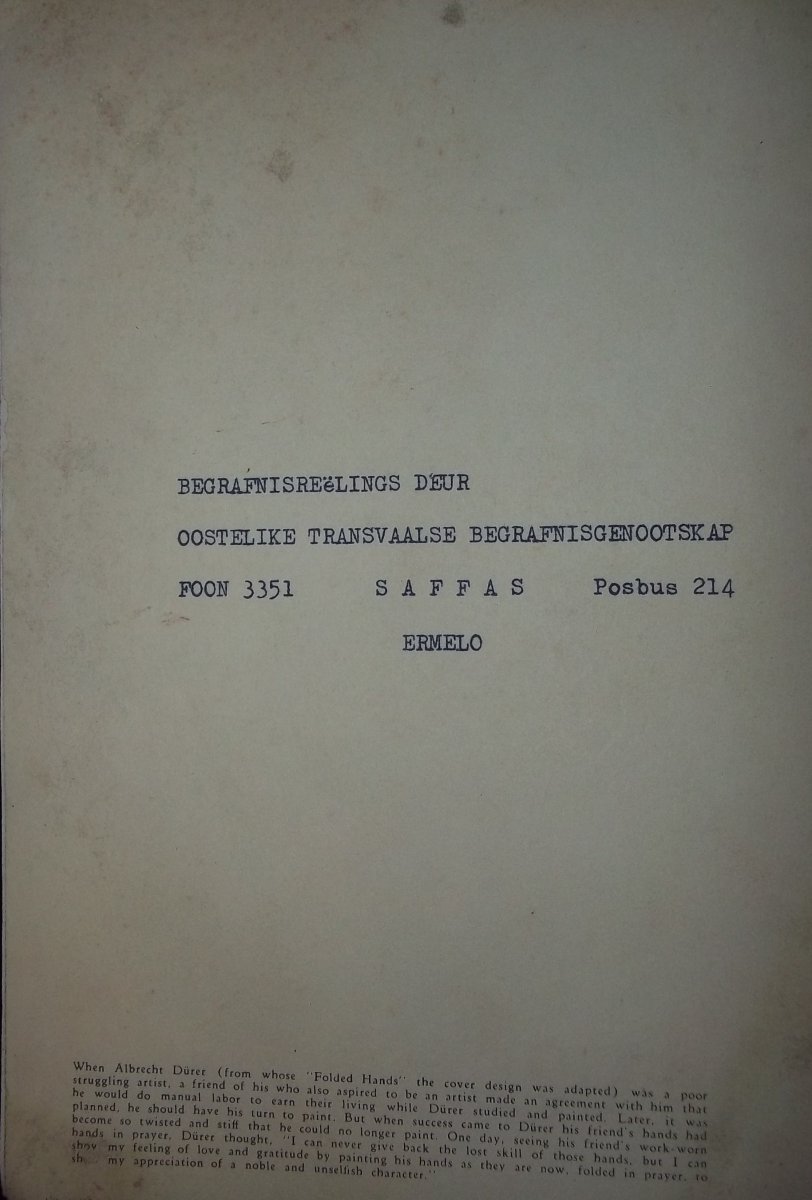 BEGRAFNISREëLINGS DEUR
OOSTELIKE TRANSVAALSE BEGRAFNISGENOOTSKAP
FOON 3351 S A F F A S Posbus 214
ERMELO
When Albrecht Dürer (from whose "Folded Hands" the cover design was adapted) was a poor
struggling artist, a friend of his who also aspired to be an artist made an agreement with him that
he would do manual labor to earn their living while Dürer studied and painted. Later, it was
planned, he should have his turn to paint. But when success came to Dürer his friend's hands had
become so twisted and stiff that he could no longer paint. One day, seeing his friend's work-worn
hands in prayer, Dürer thought, "I can never give back the lost skill of those hands, but I can
show my feeling of love and gratitude by painting his hands as they are now, folded in prayer, to
my appreciation of a noble and unselfish character."